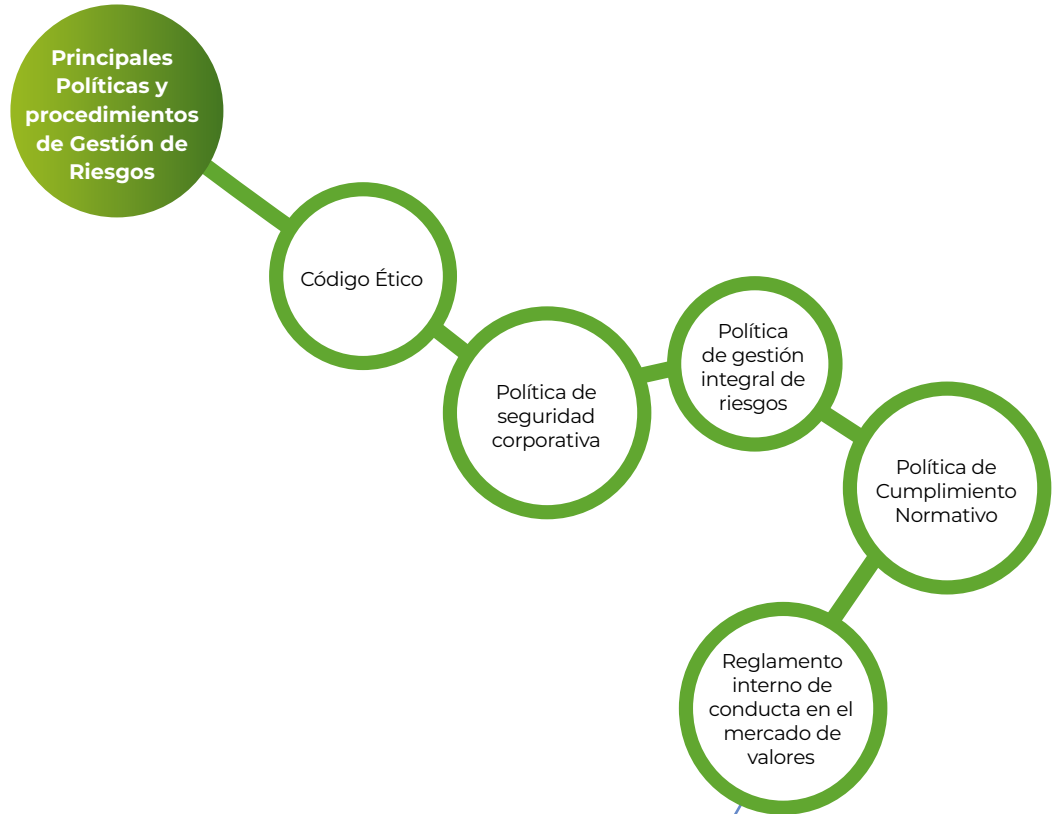 Principales
Políticas y
procedimientos
de Gestión de
Riesgos
Código Ético
Política de
seguridad
corporativa
Política
de gestión
integral de
riesgos
Política de
Cumplimiento
Normativo
Reglamento
interno de
conducta en el
mercado de
valores